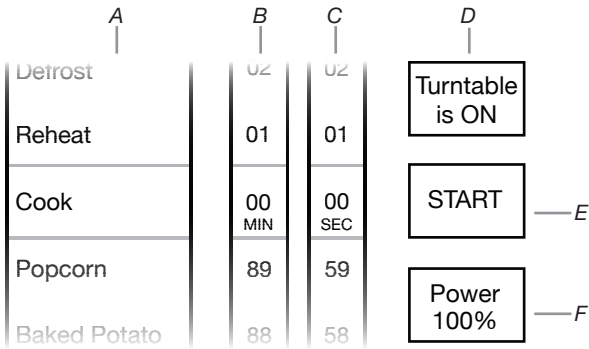 A B C D
Defrost 02 02
Turntable
is ON
Reheat 01 01
Cook 00 00 START
MIN SEC
E
Popcorn 89 59
Power
100%
F
Baked Potato 88 58